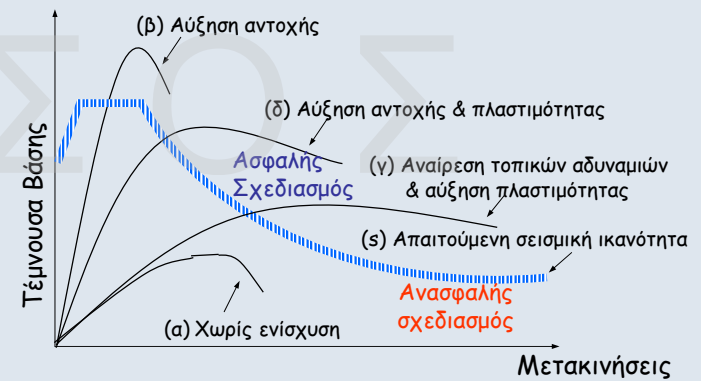 (β) Αύξηση αντοχής
ΣΟΣ
(δ) Αύξηση αντοχής & πλαστιμότητας
Τέμνουσα Βάσης
Ασφαλής
Σχεδιασμός
(γ) Αναίρεση τοπικών αδυναμιών
& αύξηση πλαστιμότητας
(s) Απαιτούμενη σεισμική ικανότητα
Ανασφαλής
σχεδιασμός
(α) Χωρίς ενίσχυση
Μετακινήσεις